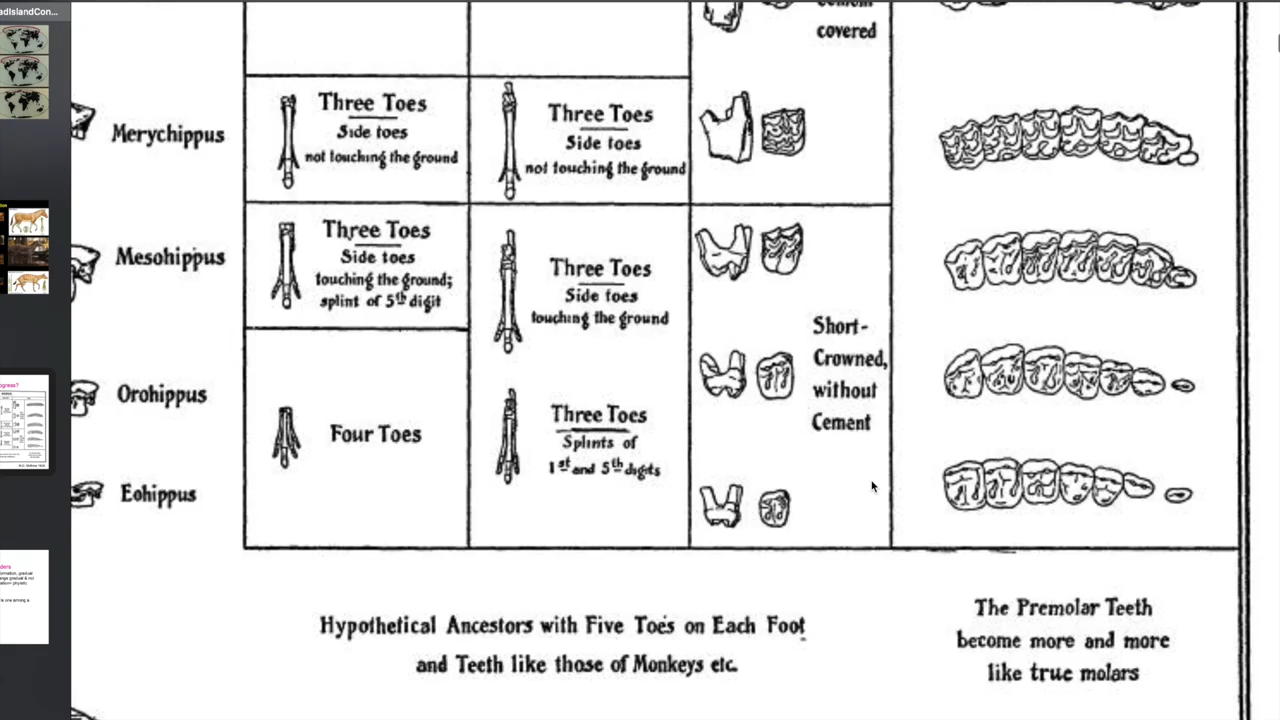 adIslandCon...
cement
covered
Merychippus
Three Toes
Side toes
not touching the ground
Three Toes
Side toes
not touching the ground
Mesohippus
Three Toes
Side toes
touching the ground;
splint of 5th digit
Three Toes
Side toes
touching the ground
Short-
Crowned,
without
Cement
Orohippus
Four Toes
Three Toes
Splints of
1st and 5th digits
Eohippus
Hypothetical Ancestors with Five Toes on Each Foot
and Teeth like those of Monkeys etc.
The Premolar Teeth
become more and more
like true molars
ogress?